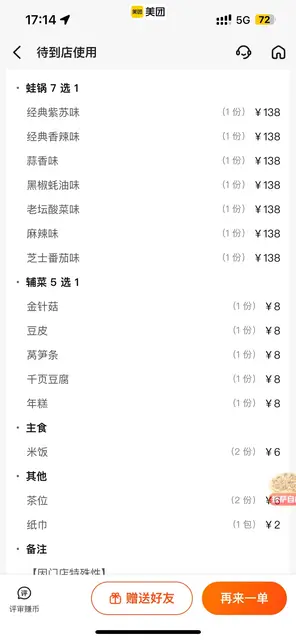 17:14
美团 美团
5G 72
待到店使用
· 蛙锅 7 选 1
经典紫苏味 (1 份) ¥138
经典香辣味 (1 份) ¥138
蒜香味 (1 份) ¥138
黑椒蚝油味 (1 份) ¥138
老坛酸菜味 (1 份) ¥138
麻辣味 (1 份) ¥138
芝士番茄味 (1 份) ¥138
· 辅菜 5 选 1
金针菇 (1 份) ¥8
豆皮 (1 份) ¥8
莴笋条 (1 份) ¥8
千页豆腐 (1 份) ¥8
年糕 (1 份) ¥8
· 主食
米饭 (2 份) ¥6
· 其他
茶位 (2 份) ¥6
纸巾 (1 包) ¥2
· 备注
【因门店特殊性】
评
评审赚币
赠送好友
再来一单